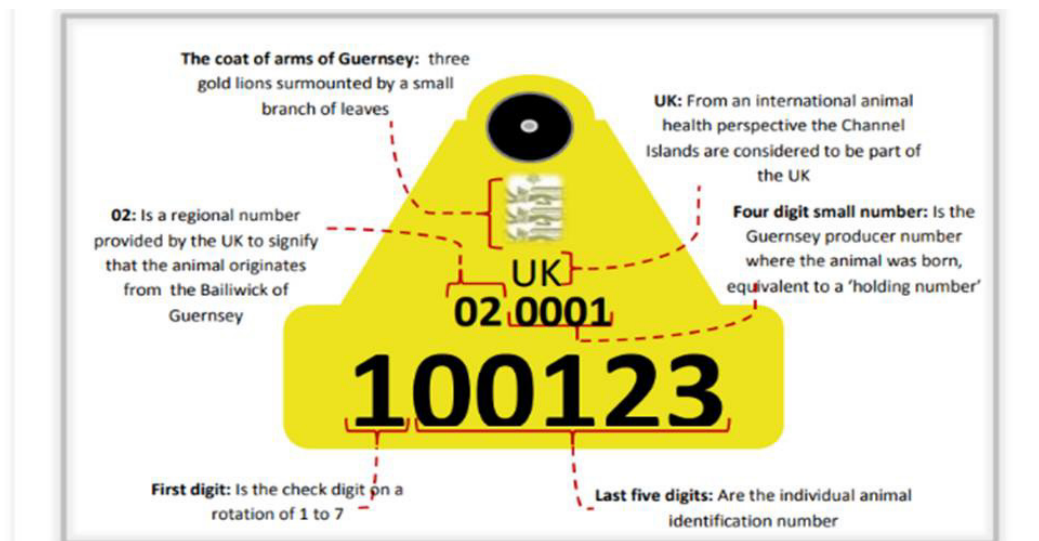 The coat of arms of Guernsey: three
gold lions surmounted by a small
branch of leaves
UK: From an international animal
health perspective the Channel
Islands are considered to be part of
the UK
02: Is a regional number
provided by the UK to signify
that the animal originates
from the Bailiwick of
Guernsey
Four digit small number: Is the
Guernsey producer number
where the animal was born,
equivalent to a ‘holding number’
UK
02 0001
100123
First digit: Is the check digit on a
rotation of 1 to 7
Last five digits: Are the individual animal
identification number